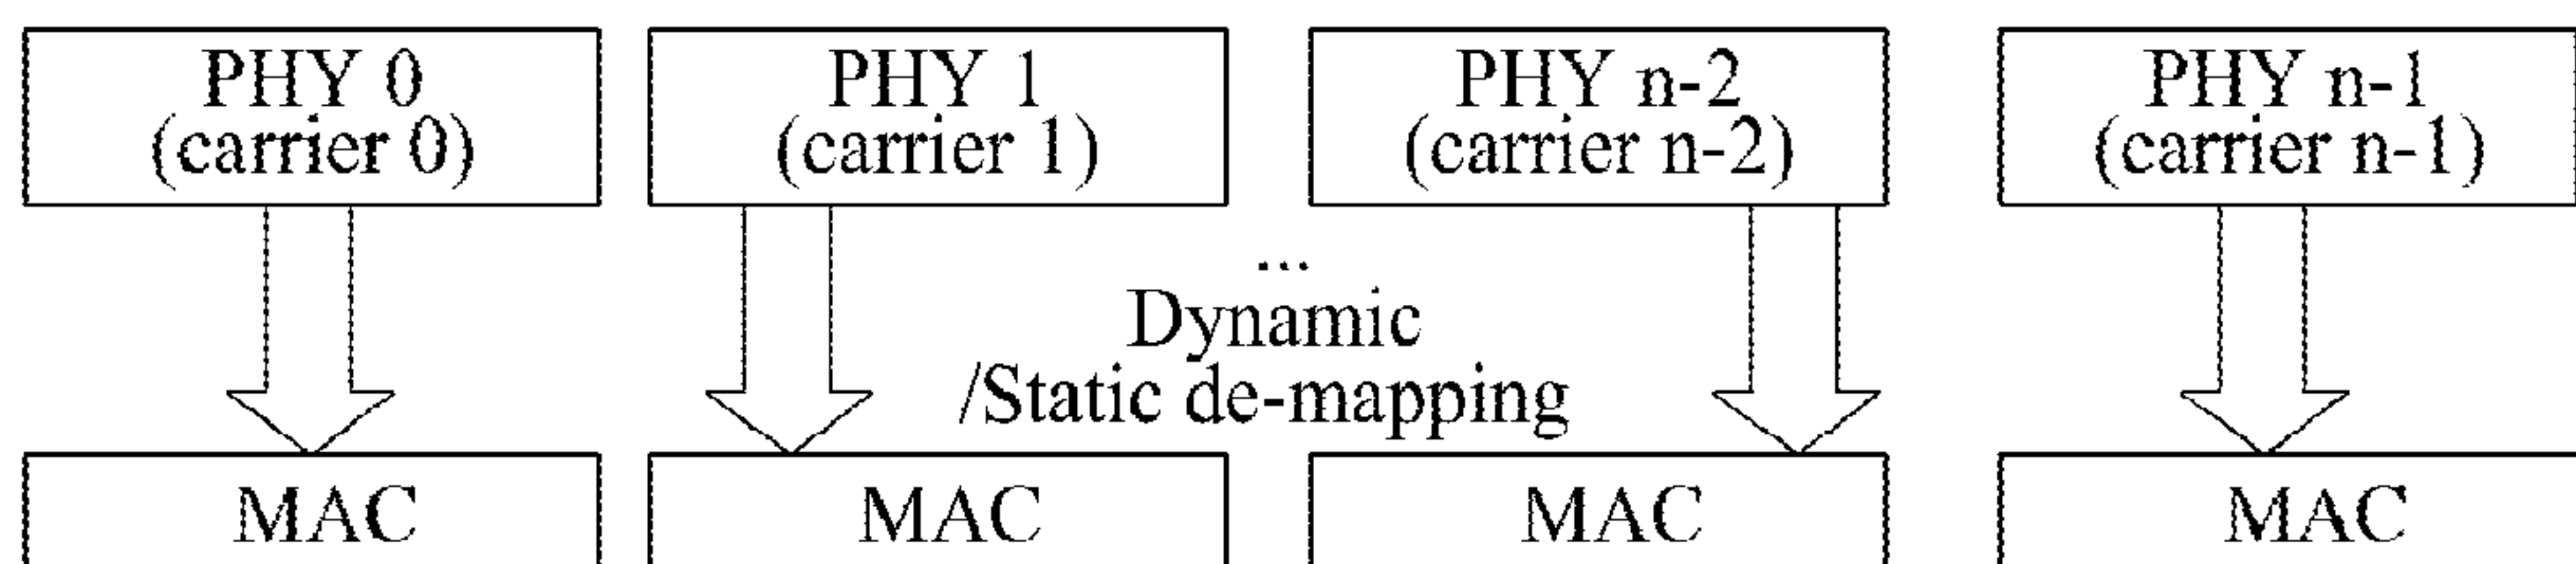 PHY 0
(carrier 0)
PHY 1
(carrier 1)
PHY n-2
(carrier n-2)
PHY n-1
(carrier n-1)
...
Dynamic
/Static de-mapping
MAC
MAC
MAC
MAC